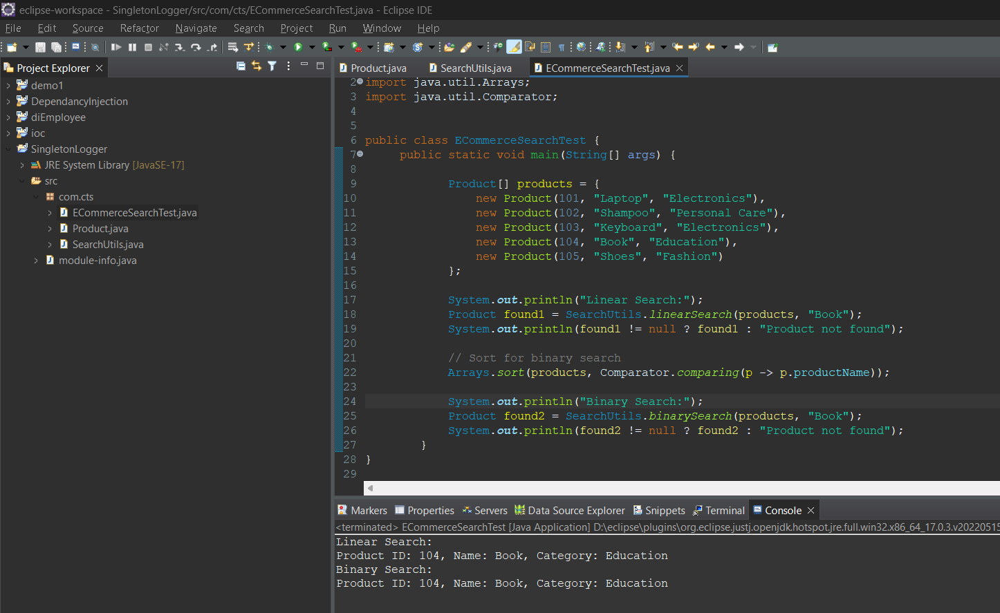 eclipse-workspace - SingletonLogger/src/com/cts/ECommerceSearchTest.java - Eclipse IDE
File Edit Source Refactor Navigate Search Project Run Window Help
Project Explorer
demo1
DependancyInjection
diEmployee
ioc
SingletonLogger
JRE System Library [JavaSE-17]
src
com.cts
ECommerceSearchTest.java
Product.java
SearchUtils.java
module-info.java
Product.java SearchUtils.java ECommerceSearchTest.java
2 import java.util.Arrays;
3 import java.util.Comparator;
4
5
6 public class ECommerceSearchTest {
7 public static void main(String[] args) {
8
9 Product[] products = {
10 new Product(101, "Laptop", "Electronics"),
11 new Product(102, "Shampoo", "Personal Care"),
12 new Product(103, "Keyboard", "Electronics"),
13 new Product(104, "Book", "Education"),
14 new Product(105, "Shoes", "Fashion")
15 };
16
17 System.out.println("Linear Search:");
18 Product found1 = SearchUtils.linearSearch(products, "Book");
19 System.out.println(found1 != null ? found1 : "Product not found");
20
21 // Sort for binary search
22 Arrays.sort(products, Comparator.comparing(p -> p.productName));
23
24 System.out.println("Binary Search:");
25 Product found2 = SearchUtils.binarySearch(products, "Book");
26 System.out.println(found2 != null ? found2 : "Product not found");
27 }
28 }
29
Markers Properties Servers Data Source Explorer Snippets Terminal Console
<terminated> ECommerceSearchTest [Java Application] D:\eclipse\plugins\org.eclipse.justj.openjdk.hotspot.jre.full.win32.x86_64_17.0.3.v20220515
Linear Search:
Product ID: 104, Name: Book, Category: Education
Binary Search:
Product ID: 104, Name: Book, Category: Education